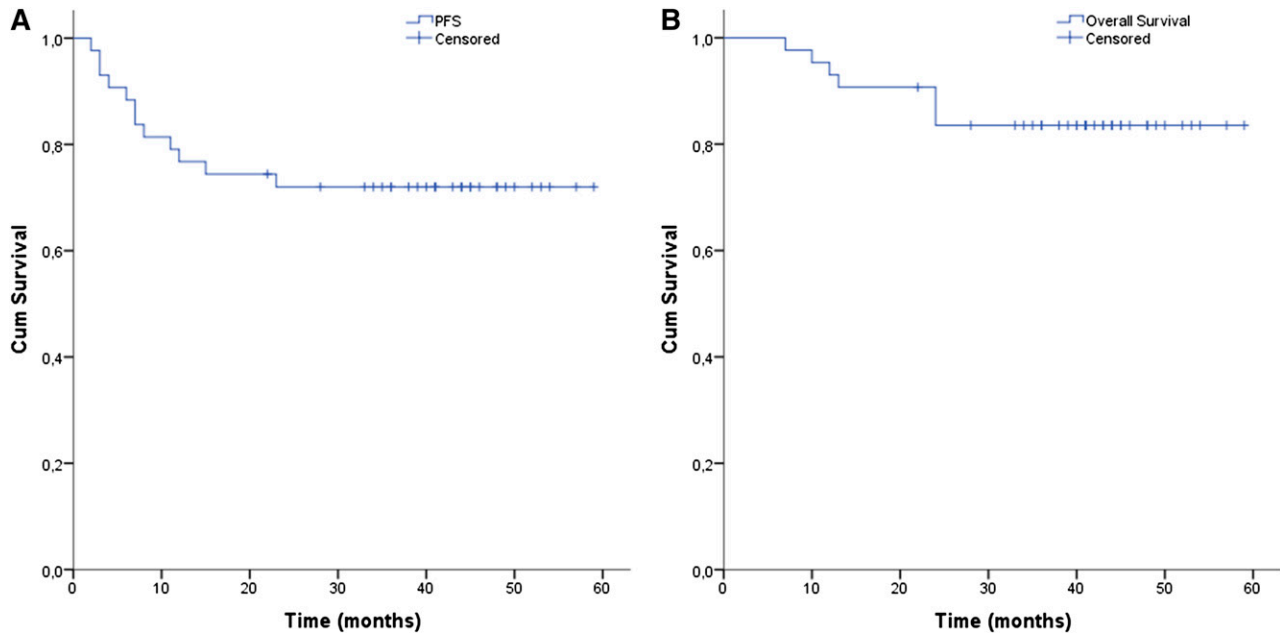 A
PFS
Censored
1,0
0,8
0,6
0,4
0,2
0,0
Cum Survival
0 10 20 30 40 50 60
Time (months)
B
Overall Survival
Censored
1,0
0,8
0,6
0,4
0,2
0,0
Cum Survival
0 10 20 30 40 50 60
Time (months)